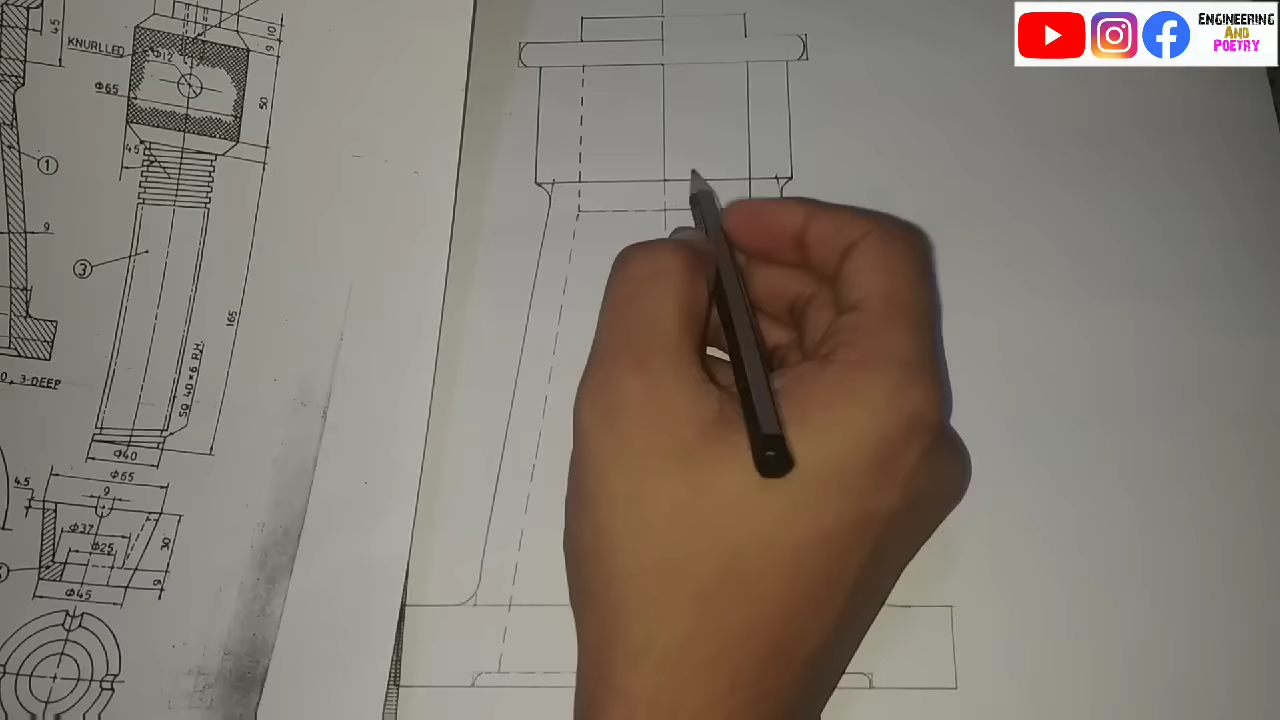 ENGINEERING
AND
POETRY
45
KNURLLED
Φ12
10
9
Φ65
50
1
45
9
3
165
SQ 40×6 R.H.
0, 3-DEEP
Φ40
Φ65
4.5
9
Φ37
Φ25
30
9
Φ45